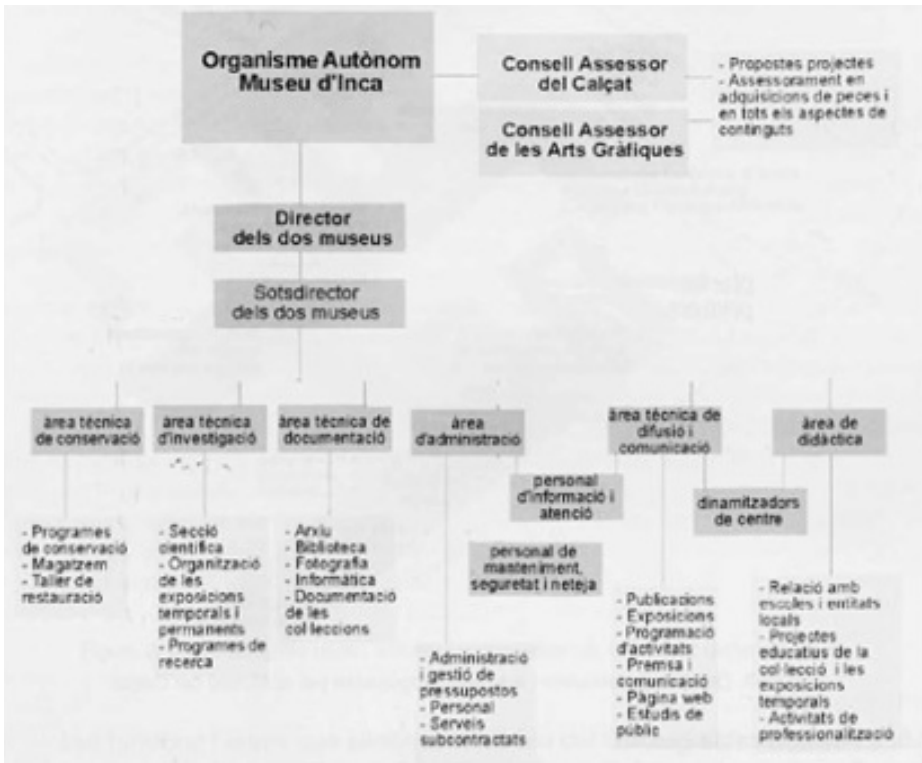 Organisme Autònom
Museu d'Inca
Consell Assessor
del Calçat
Consell Assessor
de les Arts Gràfiques
- Propostes projectes
- Assessorament en
adquisicions de peces i
en tots els aspectes de
continguts
Director
dels dos museus
Sotsdirector
dels dos museus
àrea tècnica
de conservació
àrea tècnica
d'investigació
àrea tècnica de
documentació
àrea
d'administració
àrea tècnica de
difusió i
comunicació
àrea de
didàctica
personal
d'informació i
atenció
dinamitzadors
de centre
personal de
manteniment,
seguretat i neteja
- Programes
de conservació
- Magatzem
- Taller de
restauració
- Secció
científica
- Organització
de les
exposicions
temporals i
permanents
- Programes de
recerca
- Arxiu
- Biblioteca
- Fotografia
- Informàtica
- Documentació
de les
col·leccions
- Administració
i gestió de
pressupostos
- Personal
- Serveis
subcontractats
- Publicacions
- Exposicions
- Programació
d'activitats
- Premsa i
comunicació
- Pàgina web
- Estudis de
públic
- Relació amb
escoles i entitats
locals
- Projectes
educatius de la
col·lecció i les
exposicions
temporals
- Activitats de
professionalització